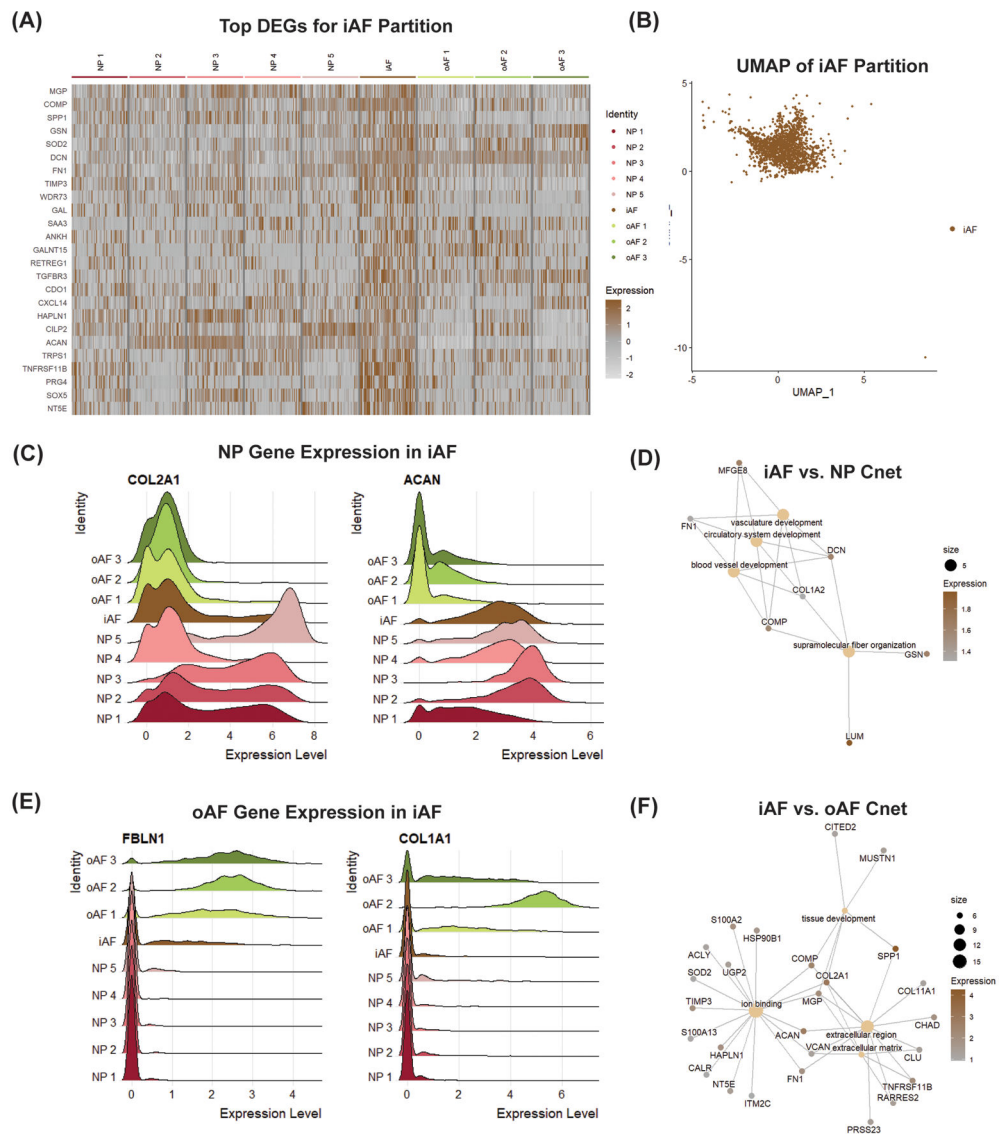 (A)
Top DEGs for iAF Partition
NP 1
NP 2
NP 3
NP 4
NP 5
iAF
oAF 1
oAF 2
oAF 3
MGP
COMP
SPP1
GSN
SOD2
DCN
FN1
TIMP3
WDR73
GAL
SAA3
ANKH
GALNT15
RETREG1
TGFBR3
CDO1
CXCL14
HAPLN1
CILP2
ACAN
TRPS1
TNFRSF11B
PRG4
SOX5
NT5E
Identity
NP 1
NP 2
NP 3
NP 4
NP 5
iAF
oAF 1
oAF 2
oAF 3
Expression
2
1
0
-1
-2
(B)
UMAP of iAF Partition
5
0
-5
-10
-5
0
5
UMAP_1
iAF
(C)
NP Gene Expression in iAF
COL2A1
Identity
oAF 3
oAF 2
oAF 1
iAF
NP 5
NP 4
NP 3
NP 2
NP 1
0
2
4
6
8
Expression Level
ACAN
Identity
oAF 3
oAF 2
oAF 1
iAF
NP 5
NP 4
NP 3
NP 2
NP 1
0
2
4
6
Expression Level
(D)
iAF vs. NP Cnet
MFGE8
FN1
vasculature development
circulatory system development
DCN
blood vessel development
COL1A2
COMP
supramolecular fiber organization
GSN
LUM
size
5
Expression
1.8
1.6
1.4
(E)
oAF Gene Expression in iAF
FBLN1
Identity
oAF 3
oAF 2
oAF 1
iAF
NP 5
NP 4
NP 3
NP 2
NP 1
0
1
2
3
4
Expression Level
COL1A1
Identity
oAF 3
oAF 2
oAF 1
iAF
NP 5
NP 4
NP 3
NP 2
NP 1
0
2
4
6
Expression Level
(F)
iAF vs. oAF Cnet
CITED2
MUSTN1
tissue development
S100A2
HSP90B1
ACLY
COMP
SPP1
SOD2
UGP2
COL2A1
COL11A1
TIMP3
MGP
ion binding
CHAD
S100A13
ACAN
extracellular region
VCAN
extracellular matrix
HAPLN1
CLU
CALR
FN1
TNFRSF11B
NT5E
RARRES2
ITM2C
PRSS23
size
6
9
12
15
Expression
4
3
2
1